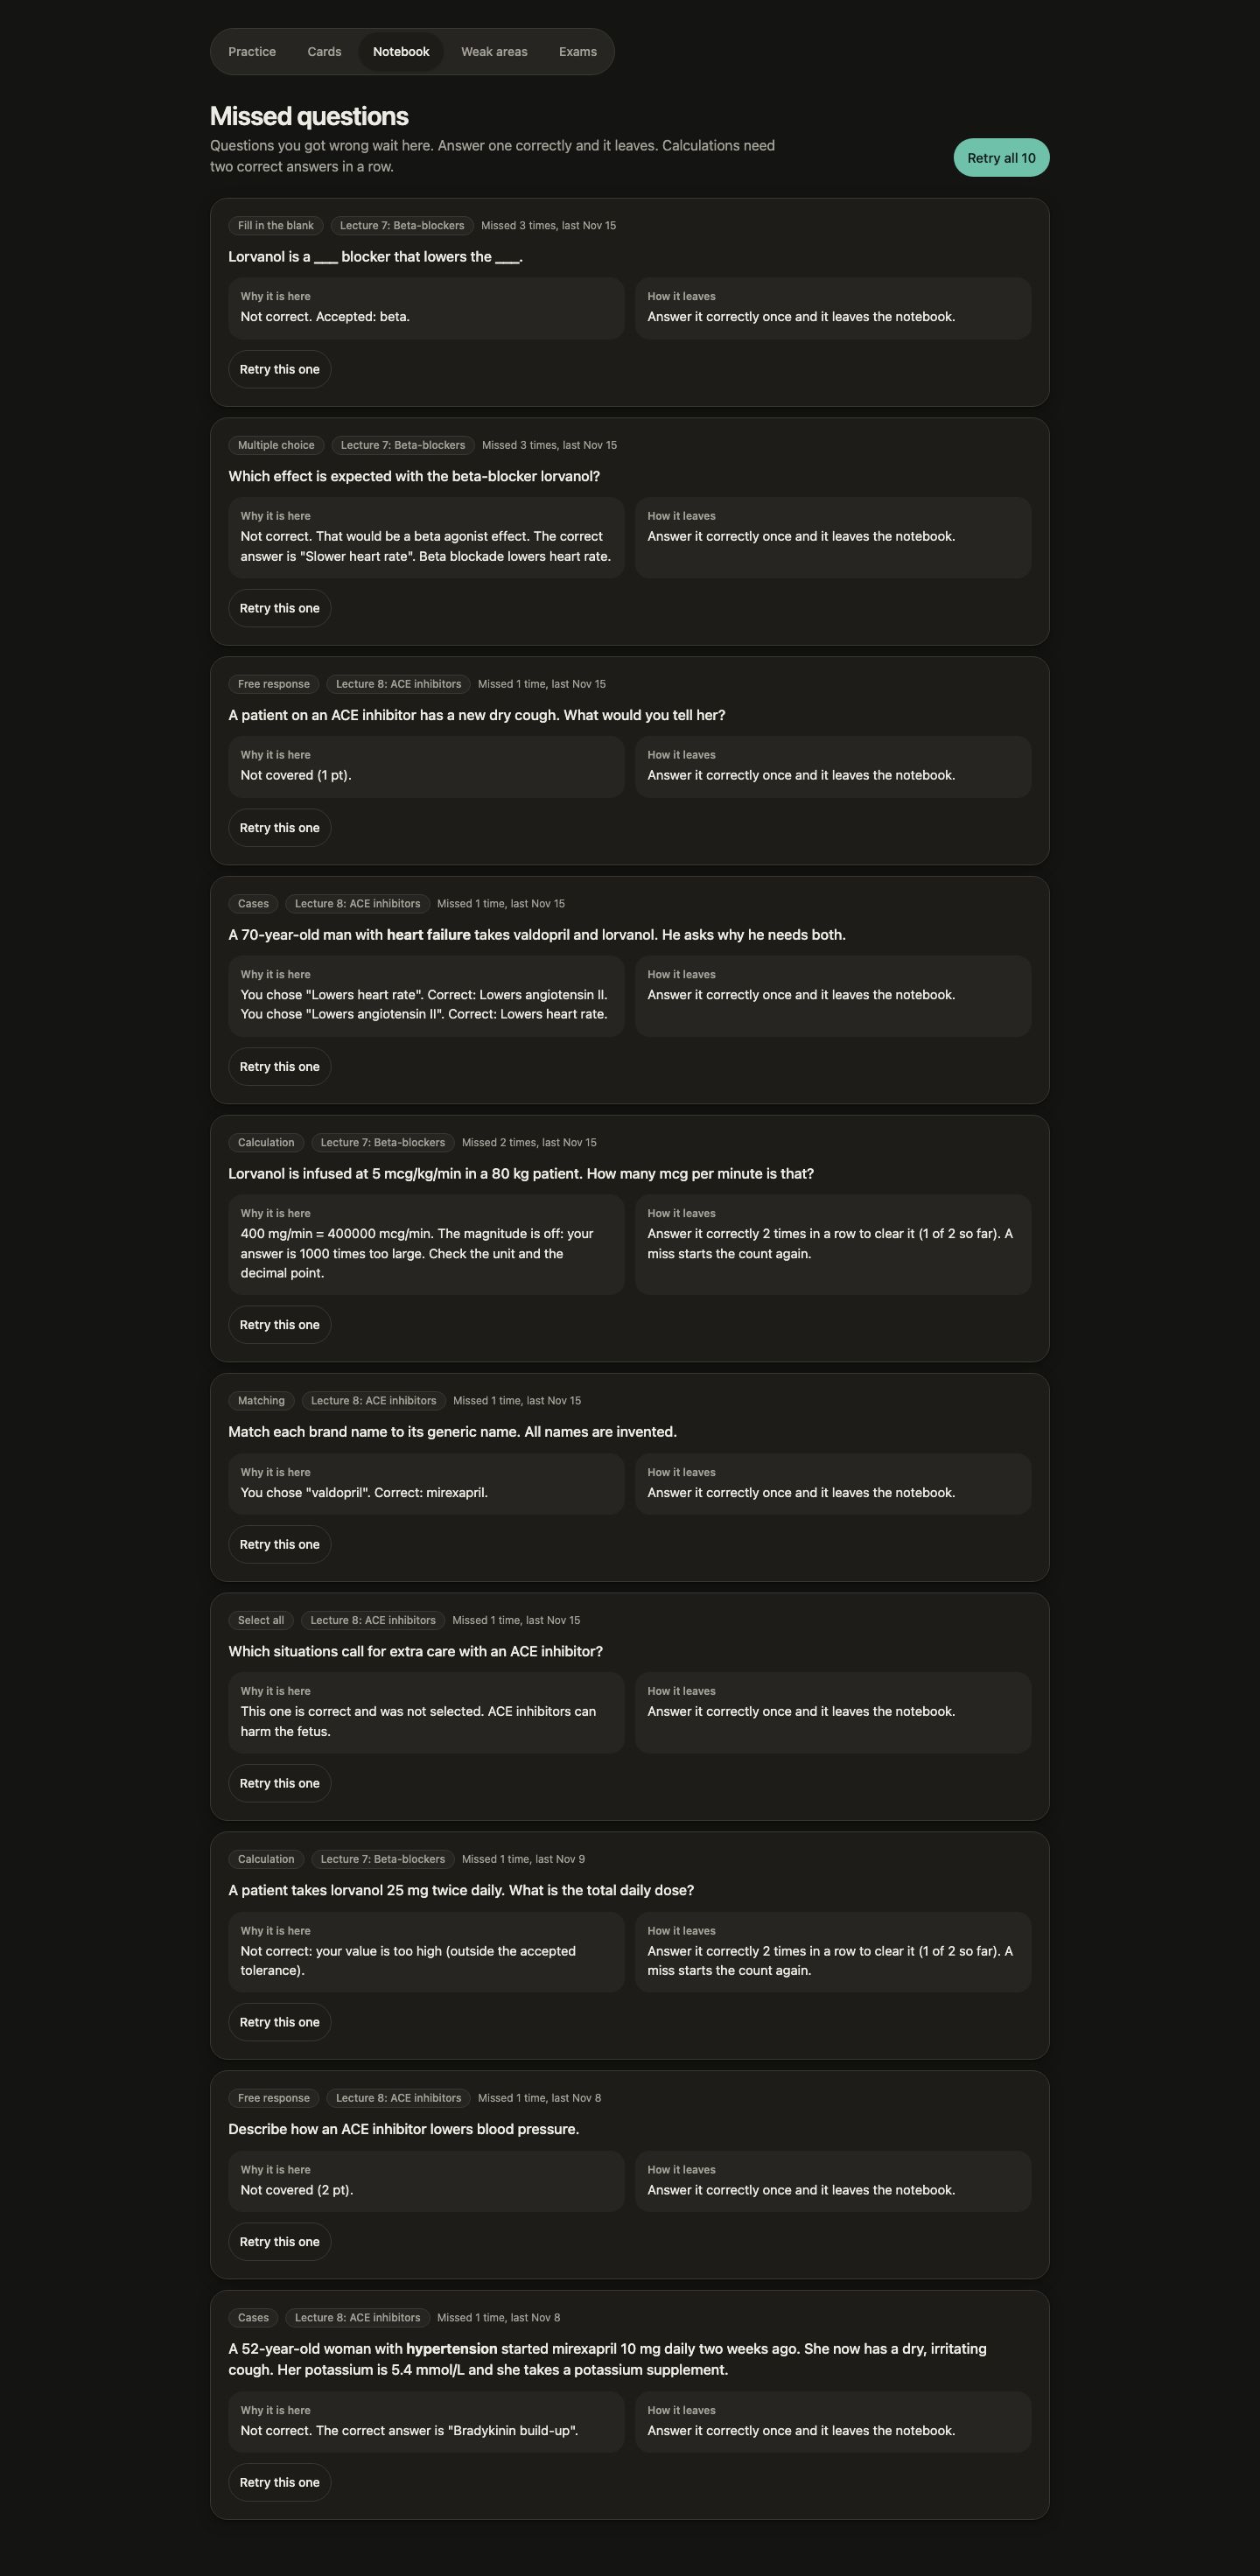 Practice Cards Notebook Weak areas Exams
Missed questions
Questions you got wrong wait here. Answer one correctly and it leaves. Calculations need
two correct answers in a row.
Retry all 10
Fill in the blank Lecture 7: Beta-blockers Missed 3 times, last Nov 15
Lorvanol is a ___ blocker that lowers the ___.
Why it is here
Not correct. Accepted: beta.
How it leaves
Answer it correctly once and it leaves the notebook.
Retry this one
Multiple choice Lecture 7: Beta-blockers Missed 3 times, last Nov 15
Which effect is expected with the beta-blocker lorvanol?
Why it is here
Not correct. That would be a beta agonist effect. The correct
answer is "Slower heart rate". Beta blockade lowers heart rate.
How it leaves
Answer it correctly once and it leaves the notebook.
Retry this one
Free response Lecture 8: ACE inhibitors Missed 1 time, last Nov 15
A patient on an ACE inhibitor has a new dry cough. What would you tell her?
Why it is here
Not covered (1 pt).
How it leaves
Answer it correctly once and it leaves the notebook.
Retry this one
Cases Lecture 8: ACE inhibitors Missed 1 time, last Nov 15
A 70-year-old man with heart failure takes valdopril and lorvanol. He asks why he needs both.
Why it is here
You chose "Lowers heart rate". Correct: Lowers angiotensin II.
You chose "Lowers angiotensin II". Correct: Lowers heart rate.
How it leaves
Answer it correctly once and it leaves the notebook.
Retry this one
Calculation Lecture 7: Beta-blockers Missed 2 times, last Nov 15
Lorvanol is infused at 5 mcg/kg/min in a 80 kg patient. How many mcg per minute is that?
Why it is here
400 mg/min = 400000 mcg/min. The magnitude is off: your
answer is 1000 times too large. Check the unit and the
decimal point.
How it leaves
Answer it correctly 2 times in a row to clear it (1 of 2 so far). A
miss starts the count again.
Retry this one
Matching Lecture 8: ACE inhibitors Missed 1 time, last Nov 15
Match each brand name to its generic name. All names are invented.
Why it is here
You chose "valdopril". Correct: mirexapril.
How it leaves
Answer it correctly once and it leaves the notebook.
Retry this one
Select all Lecture 8: ACE inhibitors Missed 1 time, last Nov 15
Which situations call for extra care with an ACE inhibitor?
Why it is here
This one is correct and was not selected. ACE inhibitors can
harm the fetus.
How it leaves
Answer it correctly once and it leaves the notebook.
Retry this one
Calculation Lecture 7: Beta-blockers Missed 1 time, last Nov 9
A patient takes lorvanol 25 mg twice daily. What is the total daily dose?
Why it is here
Not correct: your value is too high (outside the accepted
tolerance).
How it leaves
Answer it correctly 2 times in a row to clear it (1 of 2 so far). A
miss starts the count again.
Retry this one
Free response Lecture 8: ACE inhibitors Missed 1 time, last Nov 8
Describe how an ACE inhibitor lowers blood pressure.
Why it is here
Not covered (2 pt).
How it leaves
Answer it correctly once and it leaves the notebook.
Retry this one
Cases Lecture 8: ACE inhibitors Missed 1 time, last Nov 8
A 52-year-old woman with hypertension started mirexapril 10 mg daily two weeks ago. She now has a dry, irritating
cough. Her potassium is 5.4 mmol/L and she takes a potassium supplement.
Why it is here
Not correct. The correct answer is "Bradykinin build-up".
How it leaves
Answer it correctly once and it leaves the notebook.
Retry this one